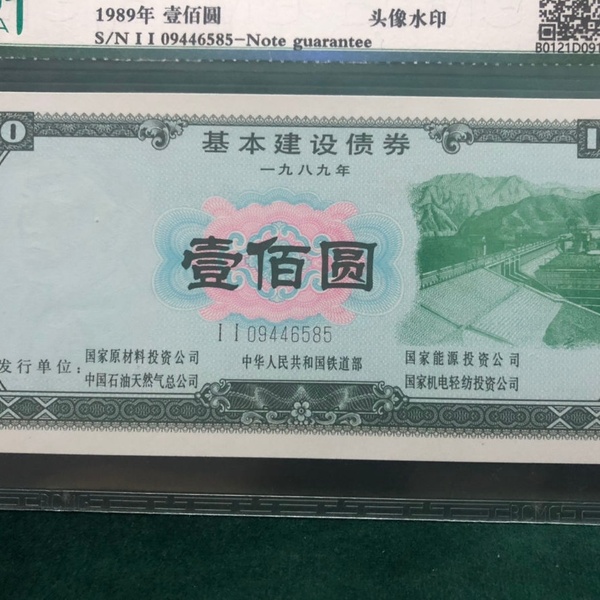 1989年 壹佰圆 头像水印
S/N I I 09446585-Note guarantee
B0121D091
0 基本建设债券 1
一九八九年
壹佰圆
I I 09446585
发行单位: 国家原材料投资公司 中华人民共和国铁道部 国家能源投资公司
中国石油天然气总公司 国家机电轻纺投资公司